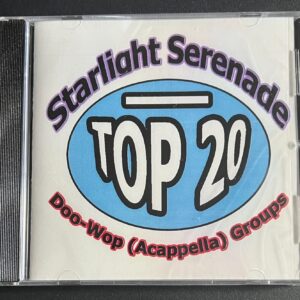 Starlight Serenade
TOP 20
Doo-Wop (Acappella) Groups